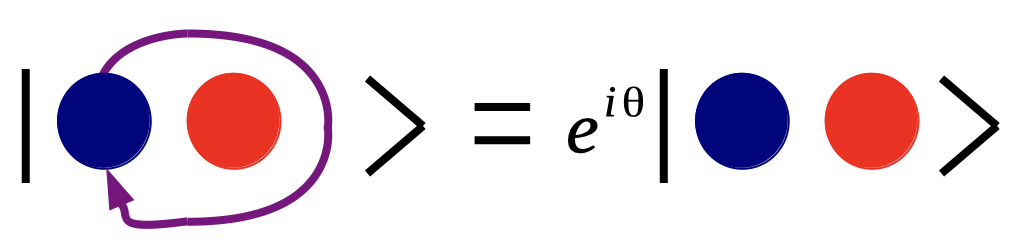 | > = e^{iθ} | >